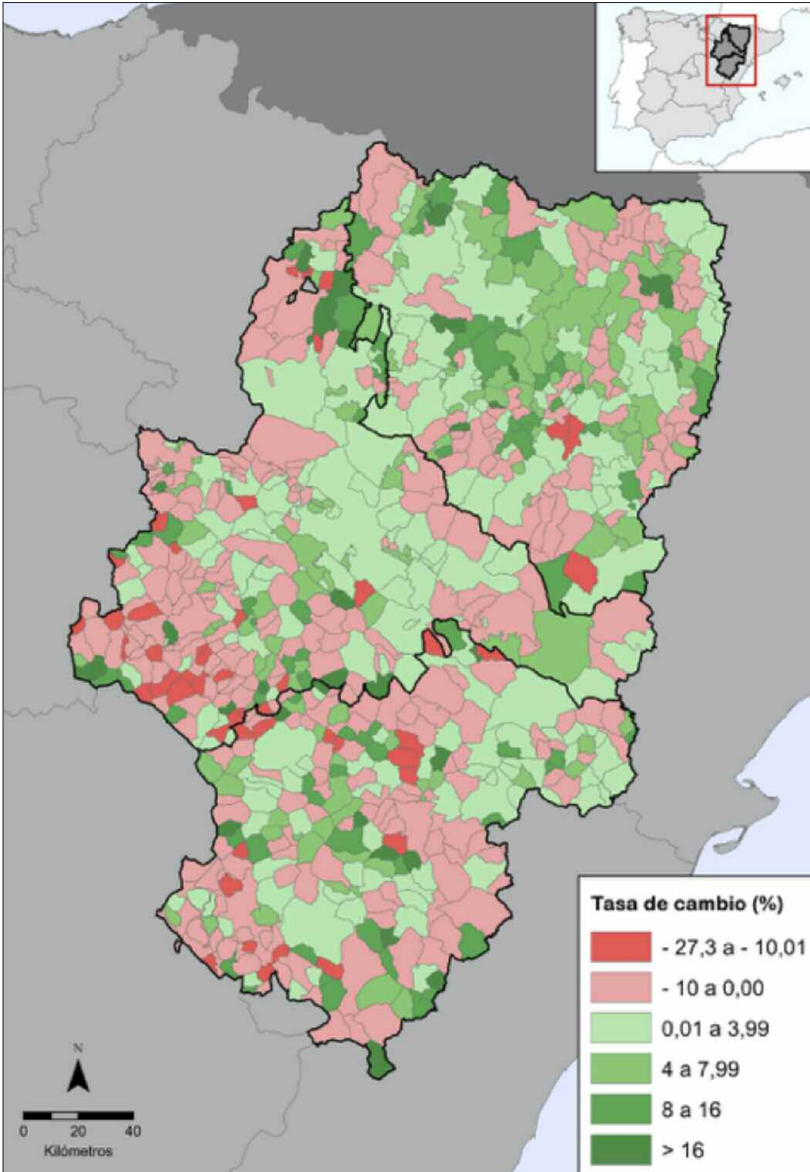 Tasa de cambio (%)
- 27,3 a - 10,01
- 10 a 0,00
0,01 a 3,99
4 a 7,99
8 a 16
> 16
N
0 20 40
Kilómetros